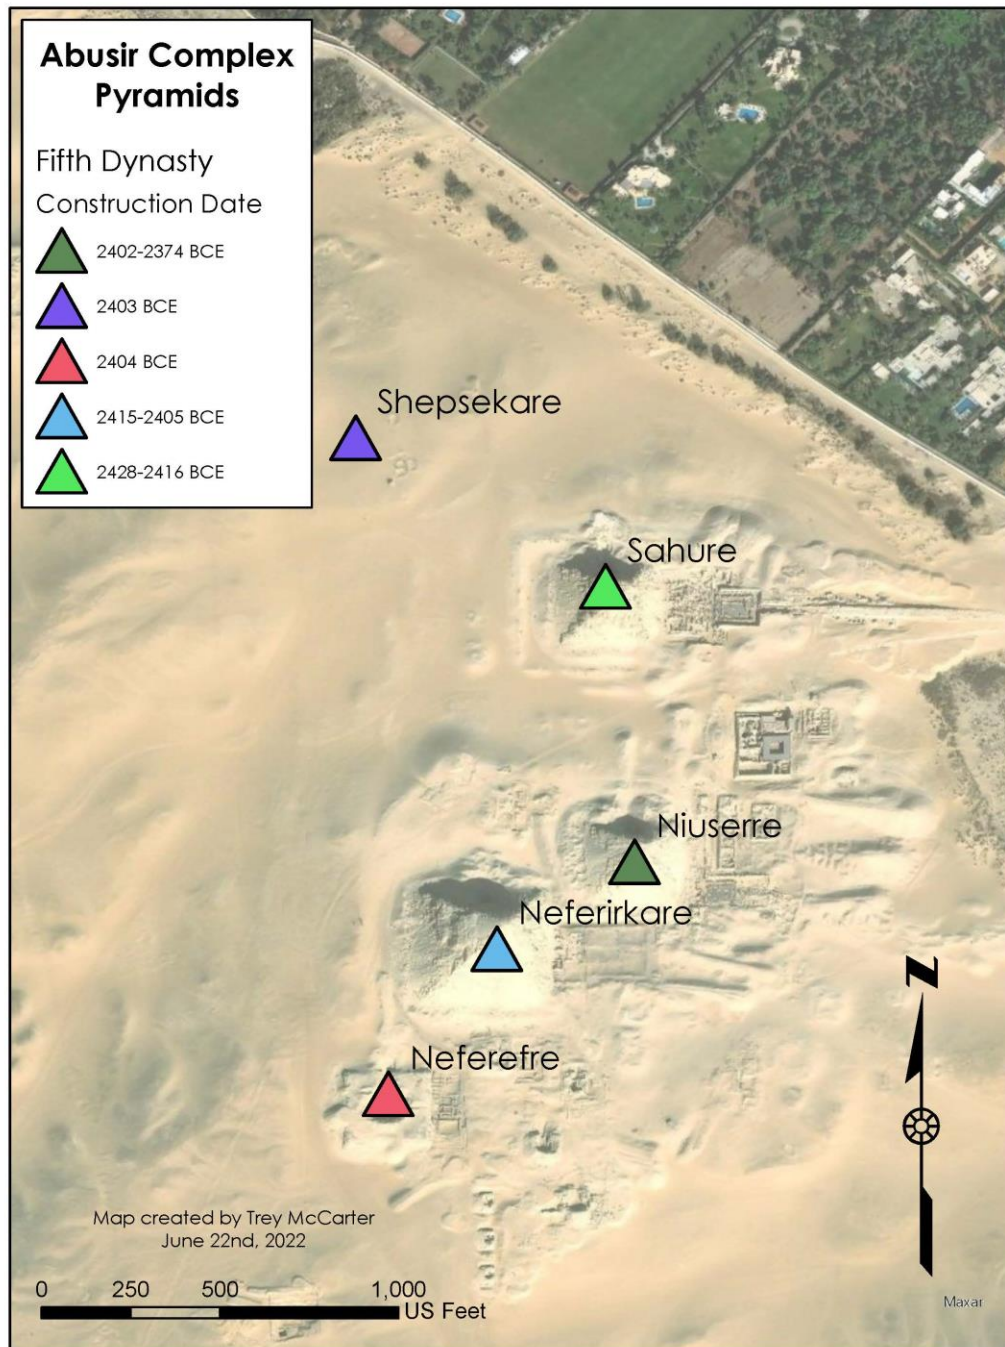 Abusir Complex
Pyramids
Fifth Dynasty
Construction Date
2402-2374 BCE
2403 BCE
2404 BCE
2415-2405 BCE
2428-2416 BCE
Shepsekare
Sahure
Niuserre
Neferirkare
Neferefre
N
Map created by Trey McCarter
June 22nd, 2022
0 250 500 1,000
US Feet
Maxar